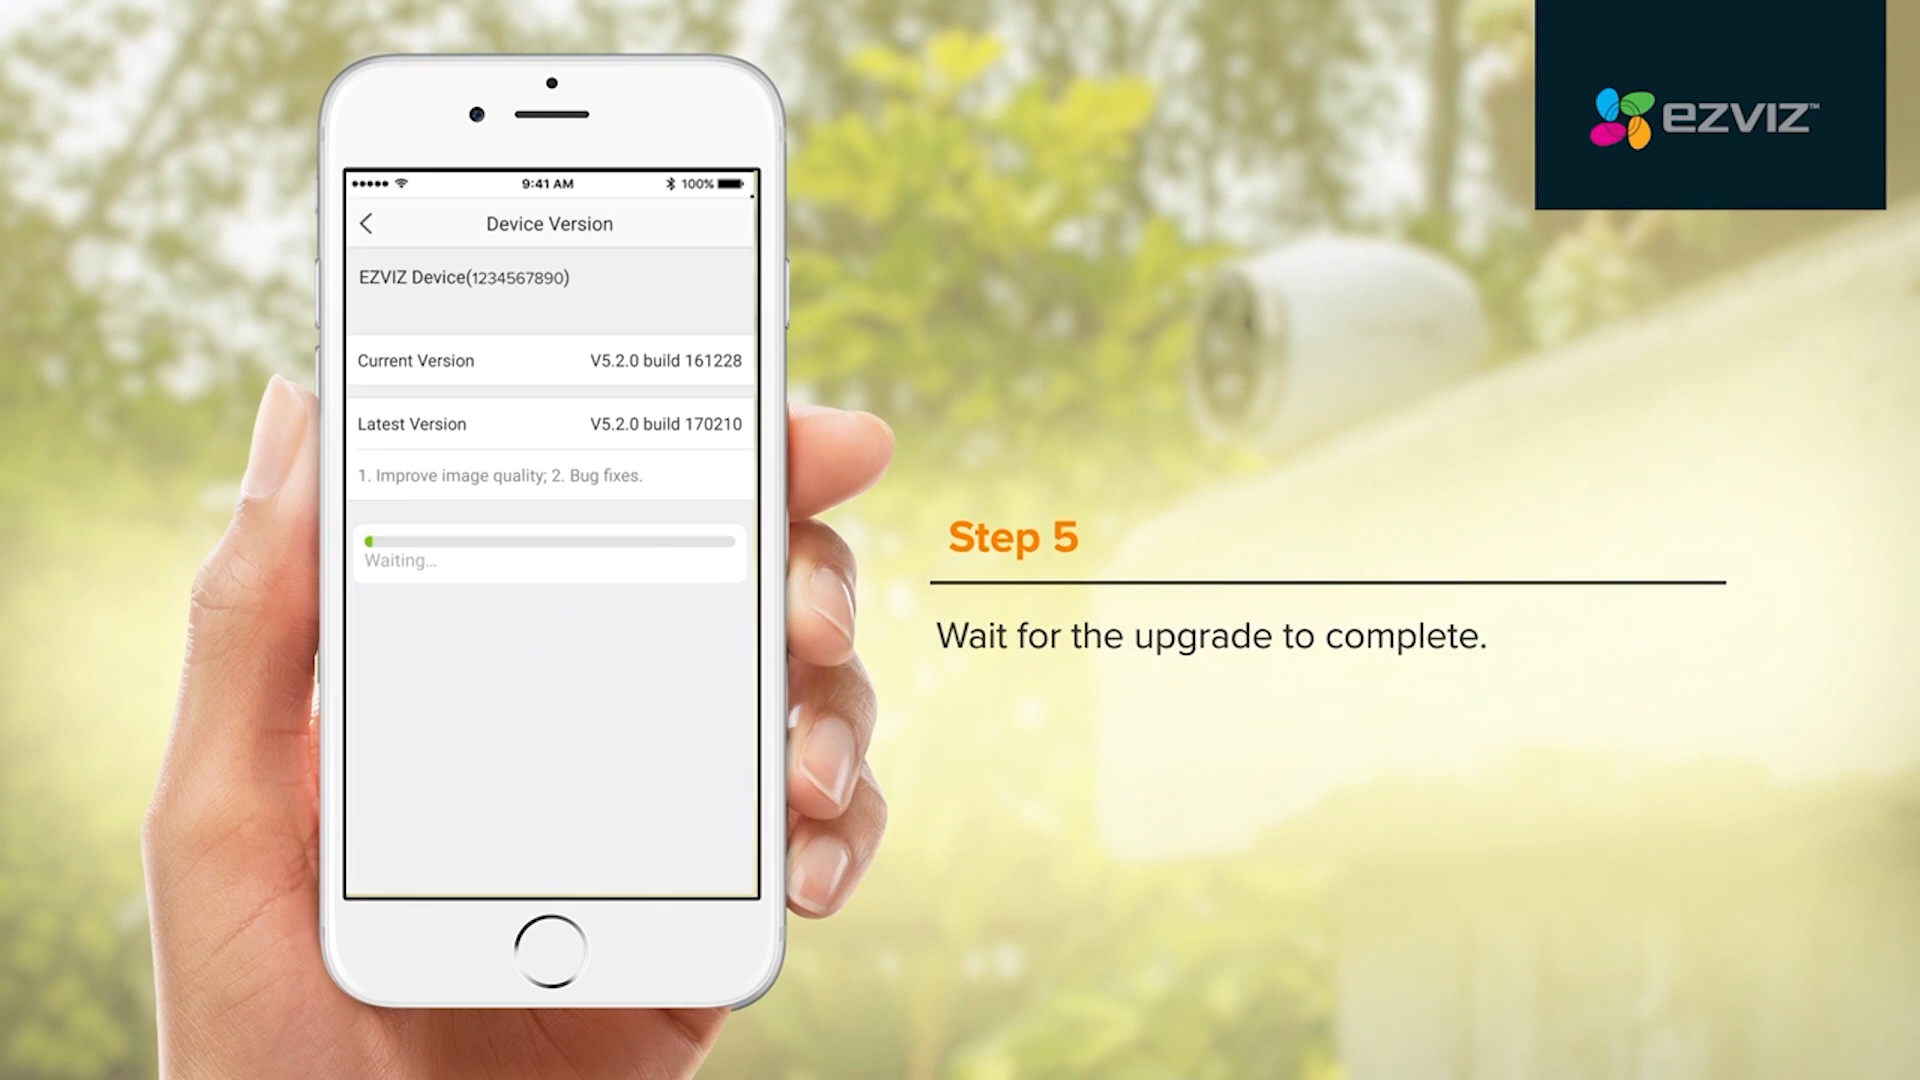 9:41 AM
100%
Device Version
EZVIZ Device(1234567890)
Current Version V5.2.0 build 161228
Latest Version V5.2.0 build 170210
1. Improve image quality; 2. Bug fixes.
Waiting...
ezviz™
Step 5
Wait for the upgrade to complete.